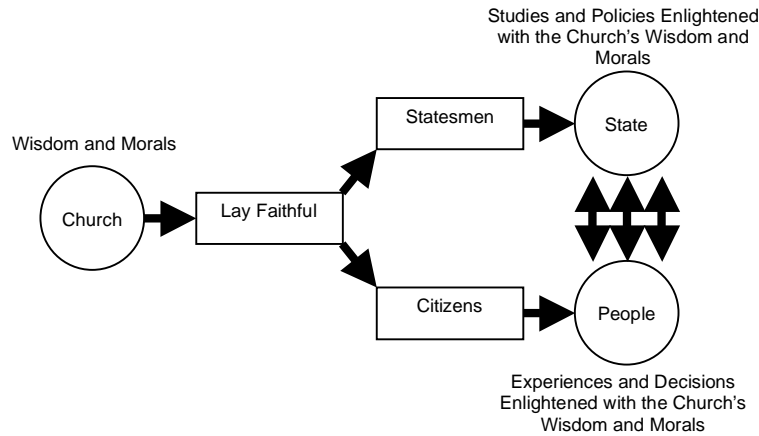 Studies and Policies Enlightened
with the Church's Wisdom and
Morals
Statesmen
State
Wisdom and Morals
Church
Lay Faithful
Citizens
People
Experiences and Decisions
Enlightened with the Church's
Wisdom and Morals